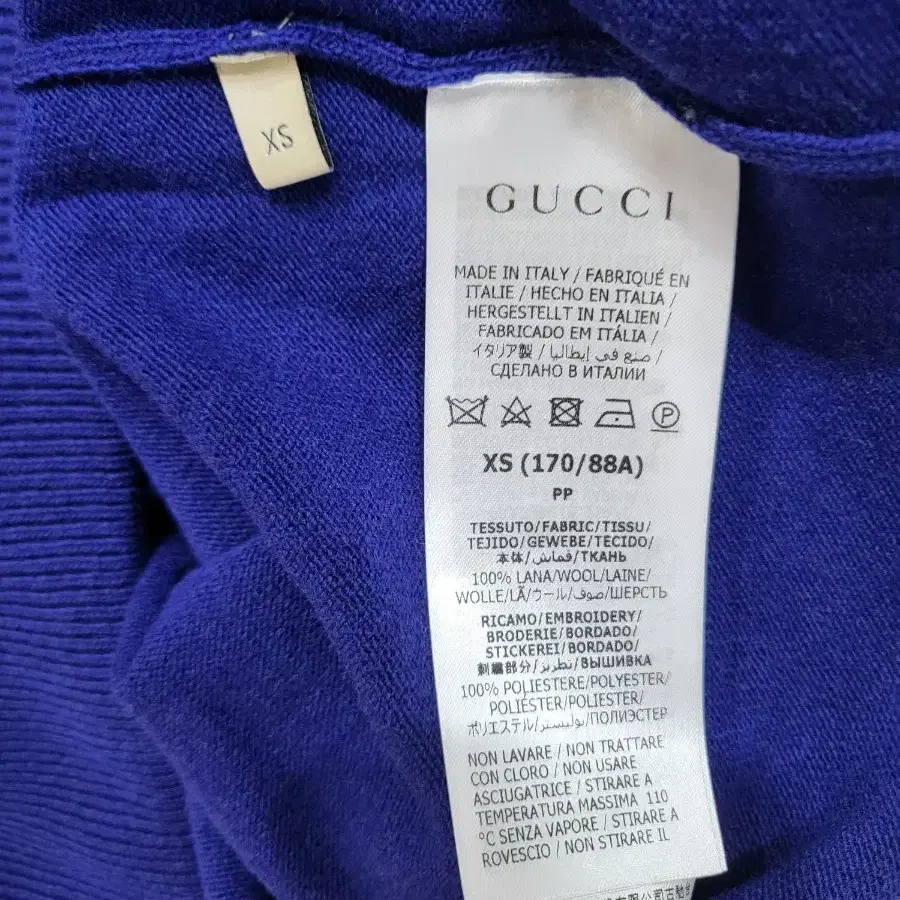 XS
GUCCI
MADE IN ITALY / FABRIQUÉ EN
ITALIE / HECHO EN ITALIA /
HERGESTELLT IN ITALIEN /
FABRICADO EM ITÁLIA /
イタリア製 / صنع في إيطاليا /
СДЕЛАНО В ИТАЛИИ
P
XS (170/88A)
PP
TESSUTO/FABRIC/TISSU/
TEJIDO/GEWEBE/TECIDO/
本体/قماش/ТКАНЬ
100% LANA/WOOL/LAINE/
WOLLE/LÃ/ウール/صوف/ШЕРСТЬ
RICAMO/EMBROIDERY/
BRODERIE/BORDADO/
STICKEREI/BORDADO/
刺繍部分/تطريز/ВЫШИВКА
100% POLIESTERE/POLYESTER/
POLIÉSTER/POLIESTER/
ポリエステル/بوليستر/ПОЛИЭСТЕР
NON LAVARE / NON TRATTARE
CON CLORO / NON USARE
ASCIUGATRICE / STIRARE A
TEMPERATURA MASSIMA 110
°C SENZA VAPORE / STIRARE A
ROVESCIO / NON STIRARE IL